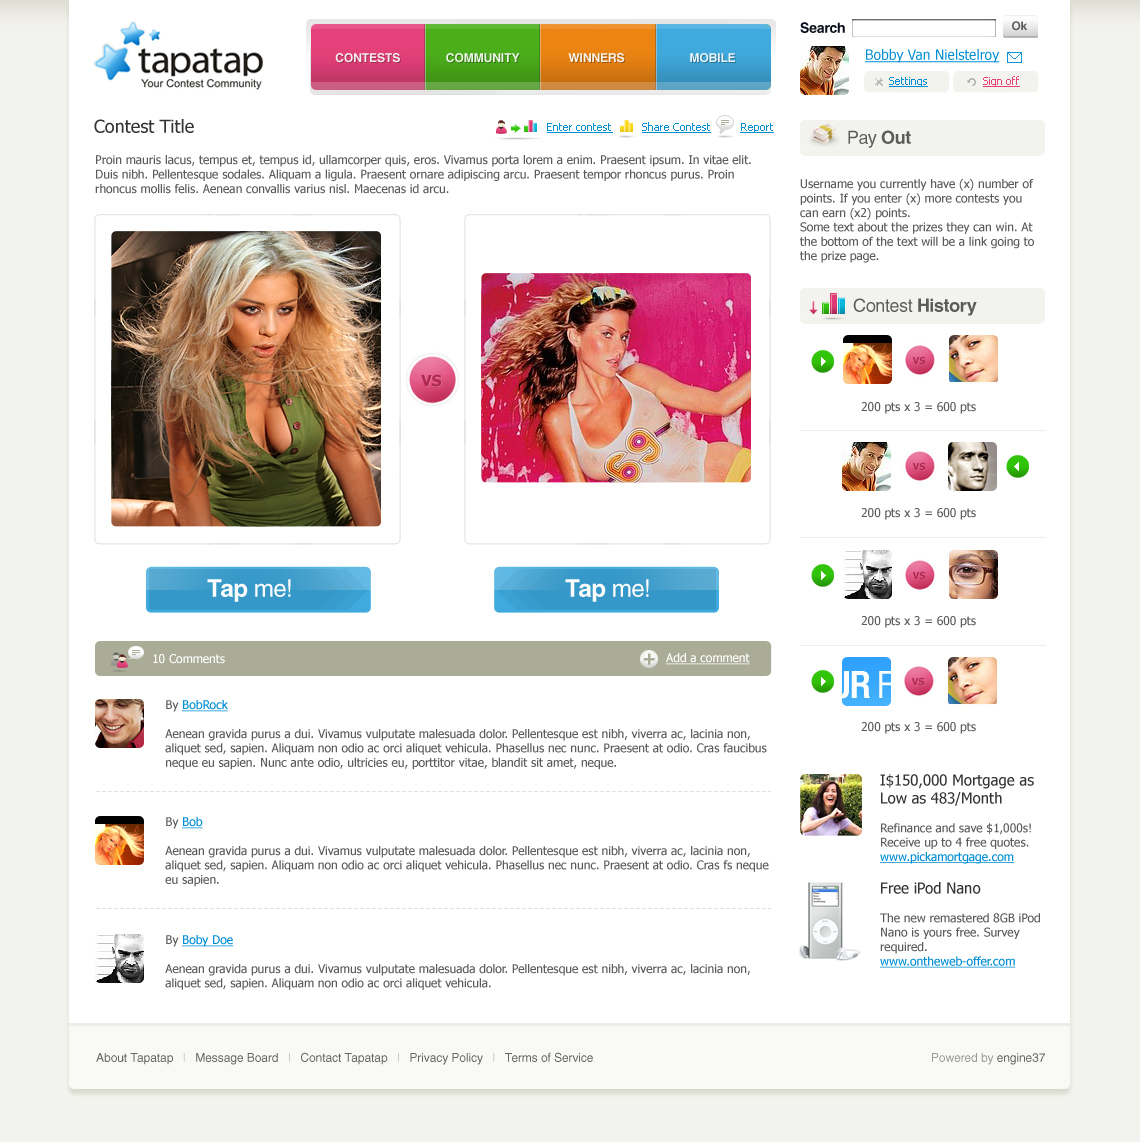 tapatap
Your Contest Community
CONTESTS
COMMUNITY
WINNERS
MOBILE
Search
Ok
Bobby Van Nielstelroy
Settings
Sign off
Contest Title
Enter contest
Share Contest
Report
Proin mauris lacus, tempus et, tempus id, ullamcorper quis, eros. Vivamus porta lorem a enim. Praesent ipsum. In vitae elit.
Duis nibh. Pellentesque sodales. Aliquam a ligula. Praesent ornare adipiscing arcu. Praesent tempor rhoncus purus. Proin
rhoncus mollis felis. Aenean convallis varius nisl. Maecenas id arcu.
VS
Tap me!
Tap me!
10 Comments
Add a comment
By BobRock
Aenean gravida purus a dui. Vivamus vulputate malesuada dolor. Pellentesque est nibh, viverra ac, lacinia non,
aliquet sed, sapien. Aliquam non odio ac orci aliquet vehicula. Phasellus nec nunc. Praesent at odio. Cras faucibus
neque eu sapien. Nunc ante odio, ultricies eu, porttitor vitae, blandit sit amet, neque.
By Bob
Aenean gravida purus a dui. Vivamus vulputate malesuada dolor. Pellentesque est nibh, viverra ac, lacinia non,
aliquet sed, sapien. Aliquam non odio ac orci aliquet vehicula. Phasellus nec nunc. Praesent at odio. Cras fs neque
eu sapien.
By Boby Doe
Aenean gravida purus a dui. Vivamus vulputate malesuada dolor. Pellentesque est nibh, viverra ac, lacinia non,
aliquet sed, sapien. Aliquam non odio ac orci aliquet vehicula.
Pay Out
Username you currently have (x) number of
points. If you enter (x) more contests you
can earn (x2) points.
Some text about the prizes they can win. At
the bottom of the text will be a link going to
the prize page.
Contest History
VS
200 pts x 3 = 600 pts
VS
200 pts x 3 = 600 pts
VS
200 pts x 3 = 600 pts
UR F
VS
200 pts x 3 = 600 pts
I$150,000 Mortgage as
Low as 483/Month
Refinance and save $1,000s!
Receive up to 4 free quotes.
www.pickamortgage.com
Free iPod Nano
The new remastered 8GB iPod
Nano is yours free. Survey
required.
www.ontheweb-offer.com
About Tapatap
Message Board
Contact Tapatap
Privacy Policy
Terms of Service
Powered by engine37